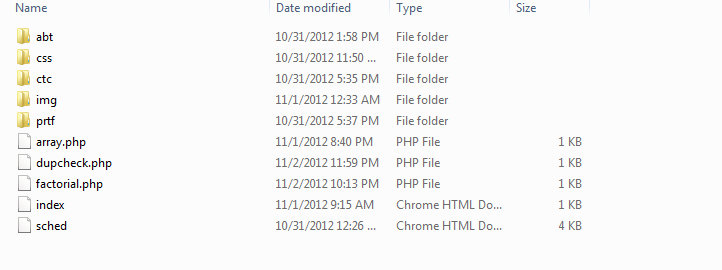 Name Date modified Type Size
abt 10/31/2012 1:58 PM File folder
css 10/31/2012 11:50 ... File folder
ctc 10/31/2012 5:35 PM File folder
img 11/1/2012 12:33 AM File folder
prtf 10/31/2012 5:37 PM File folder
array.php 11/1/2012 8:40 PM PHP File 1 KB
dupcheck.php 11/2/2012 11:59 PM PHP File 1 KB
factorial.php 11/2/2012 10:13 PM PHP File 1 KB
index 11/1/2012 9:15 AM Chrome HTML Do... 1 KB
sched 10/31/2012 12:26 ... Chrome HTML Do... 4 KB